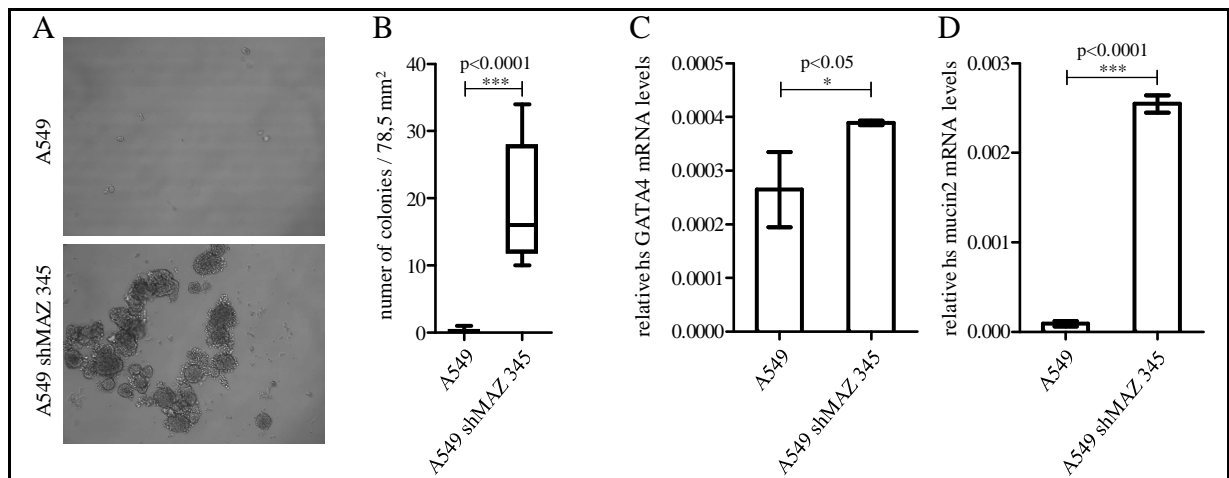 A
A549
A549 shMAZ 345
B
p<0.0001
***
numer of colonies / 78,5 mm²
40
30
20
10
0
A549
A549 shMAZ 345
C
p<0.05
*
relative hs GATA4 mRNA levels
0.0005
0.0004
0.0003
0.0002
0.0001
0.0000
A549
A549 shMAZ 345
D
p<0.0001
***
relative hs mucin2 mRNA levels
0.003
0.002
0.001
0.000
A549
A549 shMAZ 345